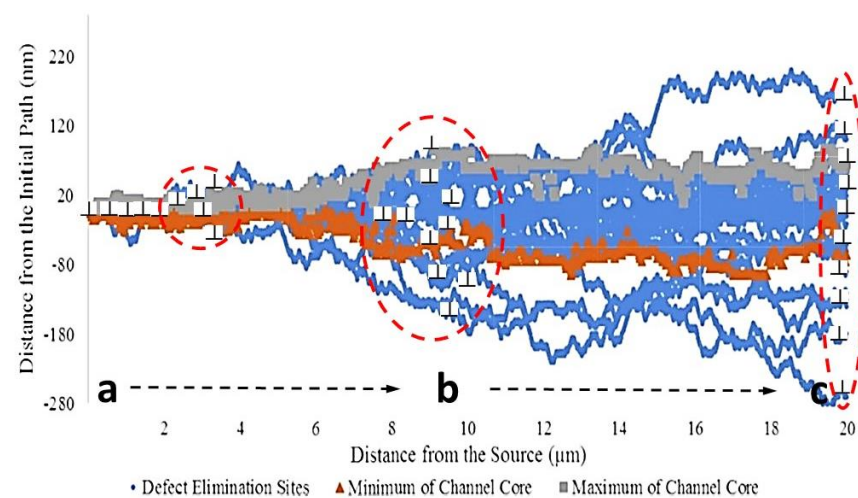 Distance from the Initial Path (nm)
220
120
20
-80
-180
-280
a
b
c
2
4
6
8
10
12
14
16
18
20
Distance from the Source (µm)
• Defect Elimination Sites ▲ Minimum of Channel Core ■ Maximum of Channel Core